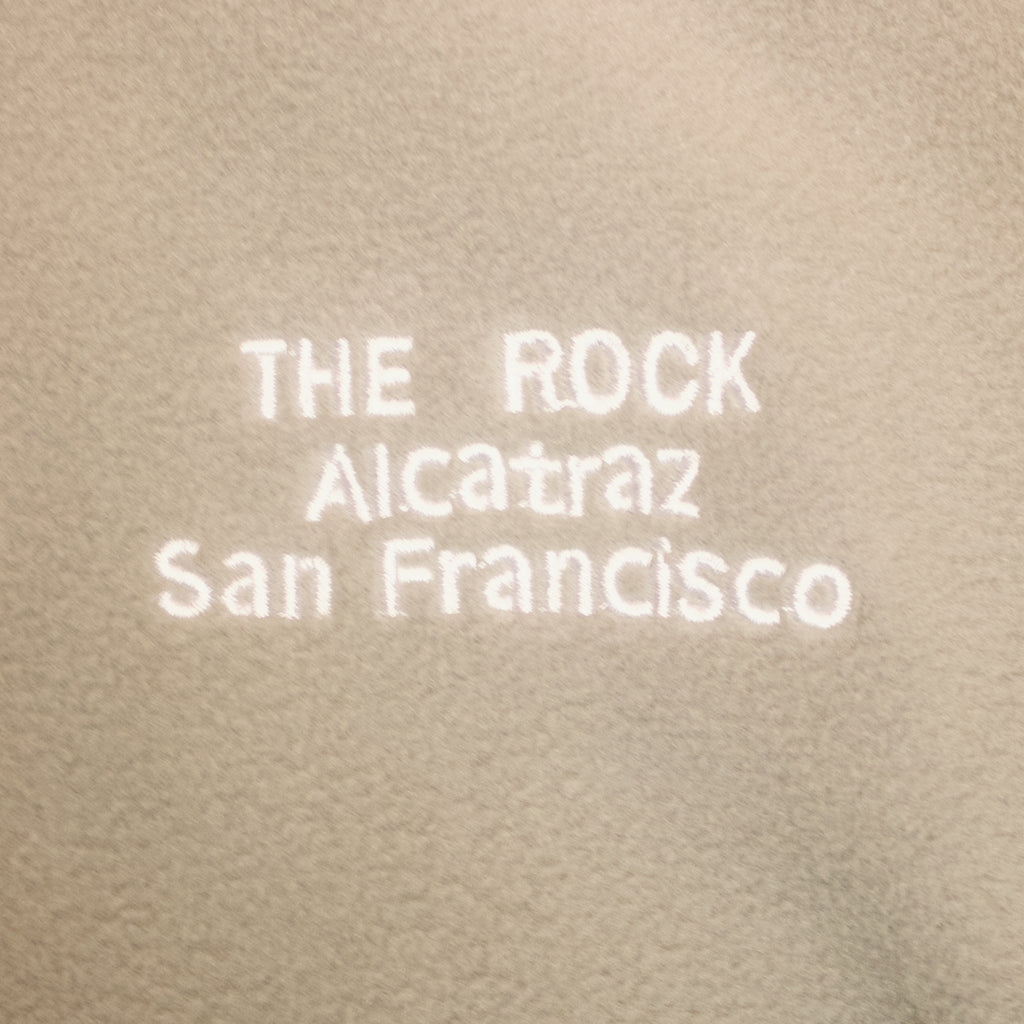 THE ROCK
Alcatraz
San Francisco